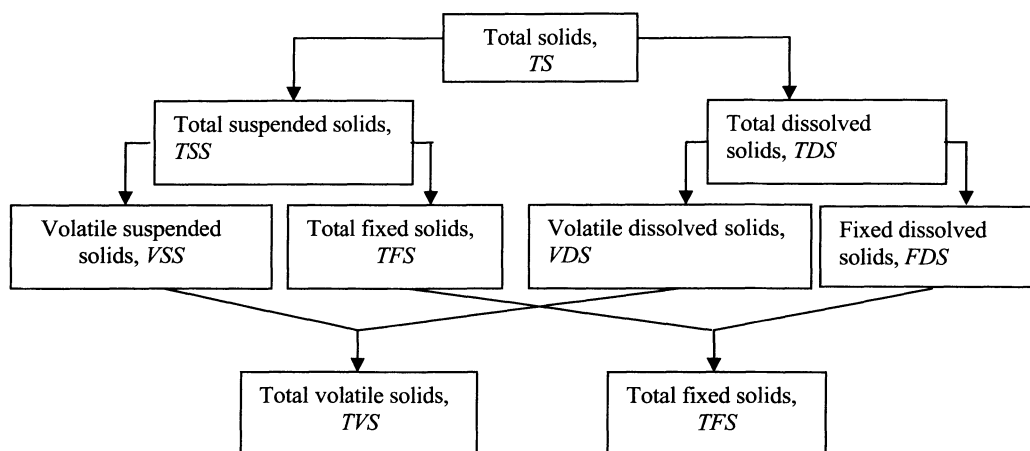 Total solids,
TS
Total suspended solids,
TSS
Total dissolved
solids, TDS
Volatile suspended
solids, VSS
Total fixed solids,
TFS
Volatile dissolved solids,
VDS
Fixed dissolved
solids, FDS
Total volatile solids,
TVS
Total fixed solids,
TFS